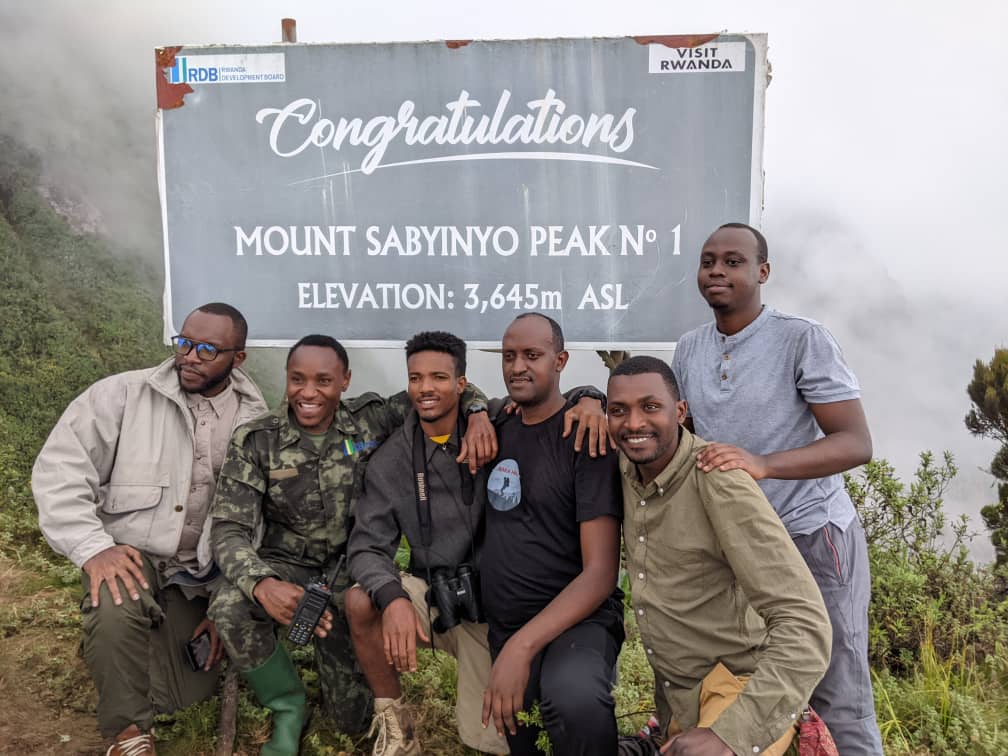 RDB
RWANDA
DEVELOPMENT BOARD
VISIT
RWANDA
Congratulations
MOUNT SABYINYO PEAK Nº 1
ELEVATION: 3,645m ASL
Bushnell